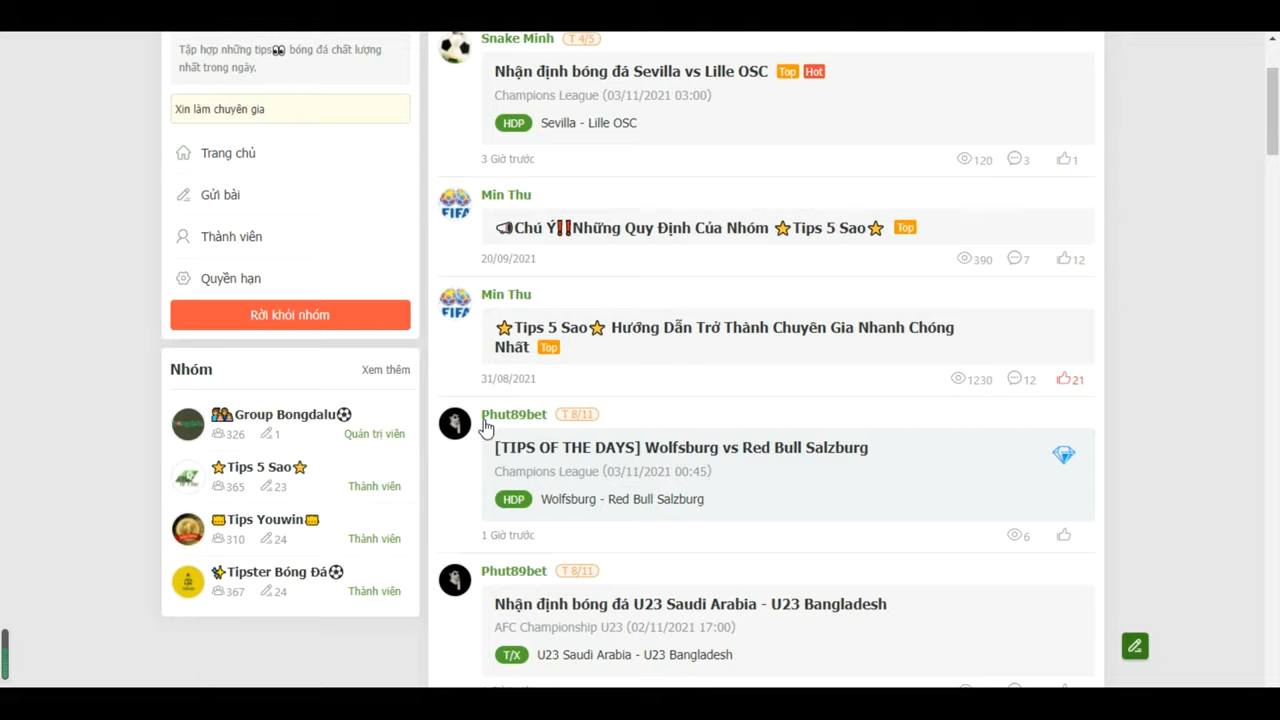 Tập hợp những tips👀 bóng đá chất lượng
nhất trong ngày.
Xin làm chuyên gia
Trang chủ
Gửi bài
Thành viên
Quyền hạn
Rời khỏi nhóm
Nhóm
Xem thêm
Group Bongdalu⚽
326 1
Quản trị viên
⭐Tips 5 Sao⭐
365 23
Thành viên
Tips Youwin
310 24
Thành viên
✨Tipster Bóng Đá⚽
367 24
Thành viên
Snake Minh T 4/5
Nhận định bóng đá Sevilla vs Lille OSC Top Hot
Champions League (03/11/2021 03:00)
HDP Sevilla - Lille OSC
3 Giờ trước 120 3 1
Min Thu
FIFA
📢Chú Ý‼Những Quy Định Của Nhóm ⭐Tips 5 Sao⭐ Top
20/09/2021 390 7 12
Min Thu
FIFA
⭐Tips 5 Sao⭐ Hướng Dẫn Trở Thành Chuyên Gia Nhanh Chóng
Nhất Top
31/08/2021 1230 12 21
Phut89bet T 8/11
[TIPS OF THE DAYS] Wolfsburg vs Red Bull Salzburg
Champions League (03/11/2021 00:45)
HDP Wolfsburg - Red Bull Salzburg
1 Giờ trước 6
Phut89bet T 8/11
Nhận định bóng đá U23 Saudi Arabia - U23 Bangladesh
AFC Championship U23 (02/11/2021 17:00)
T/X U23 Saudi Arabia - U23 Bangladesh